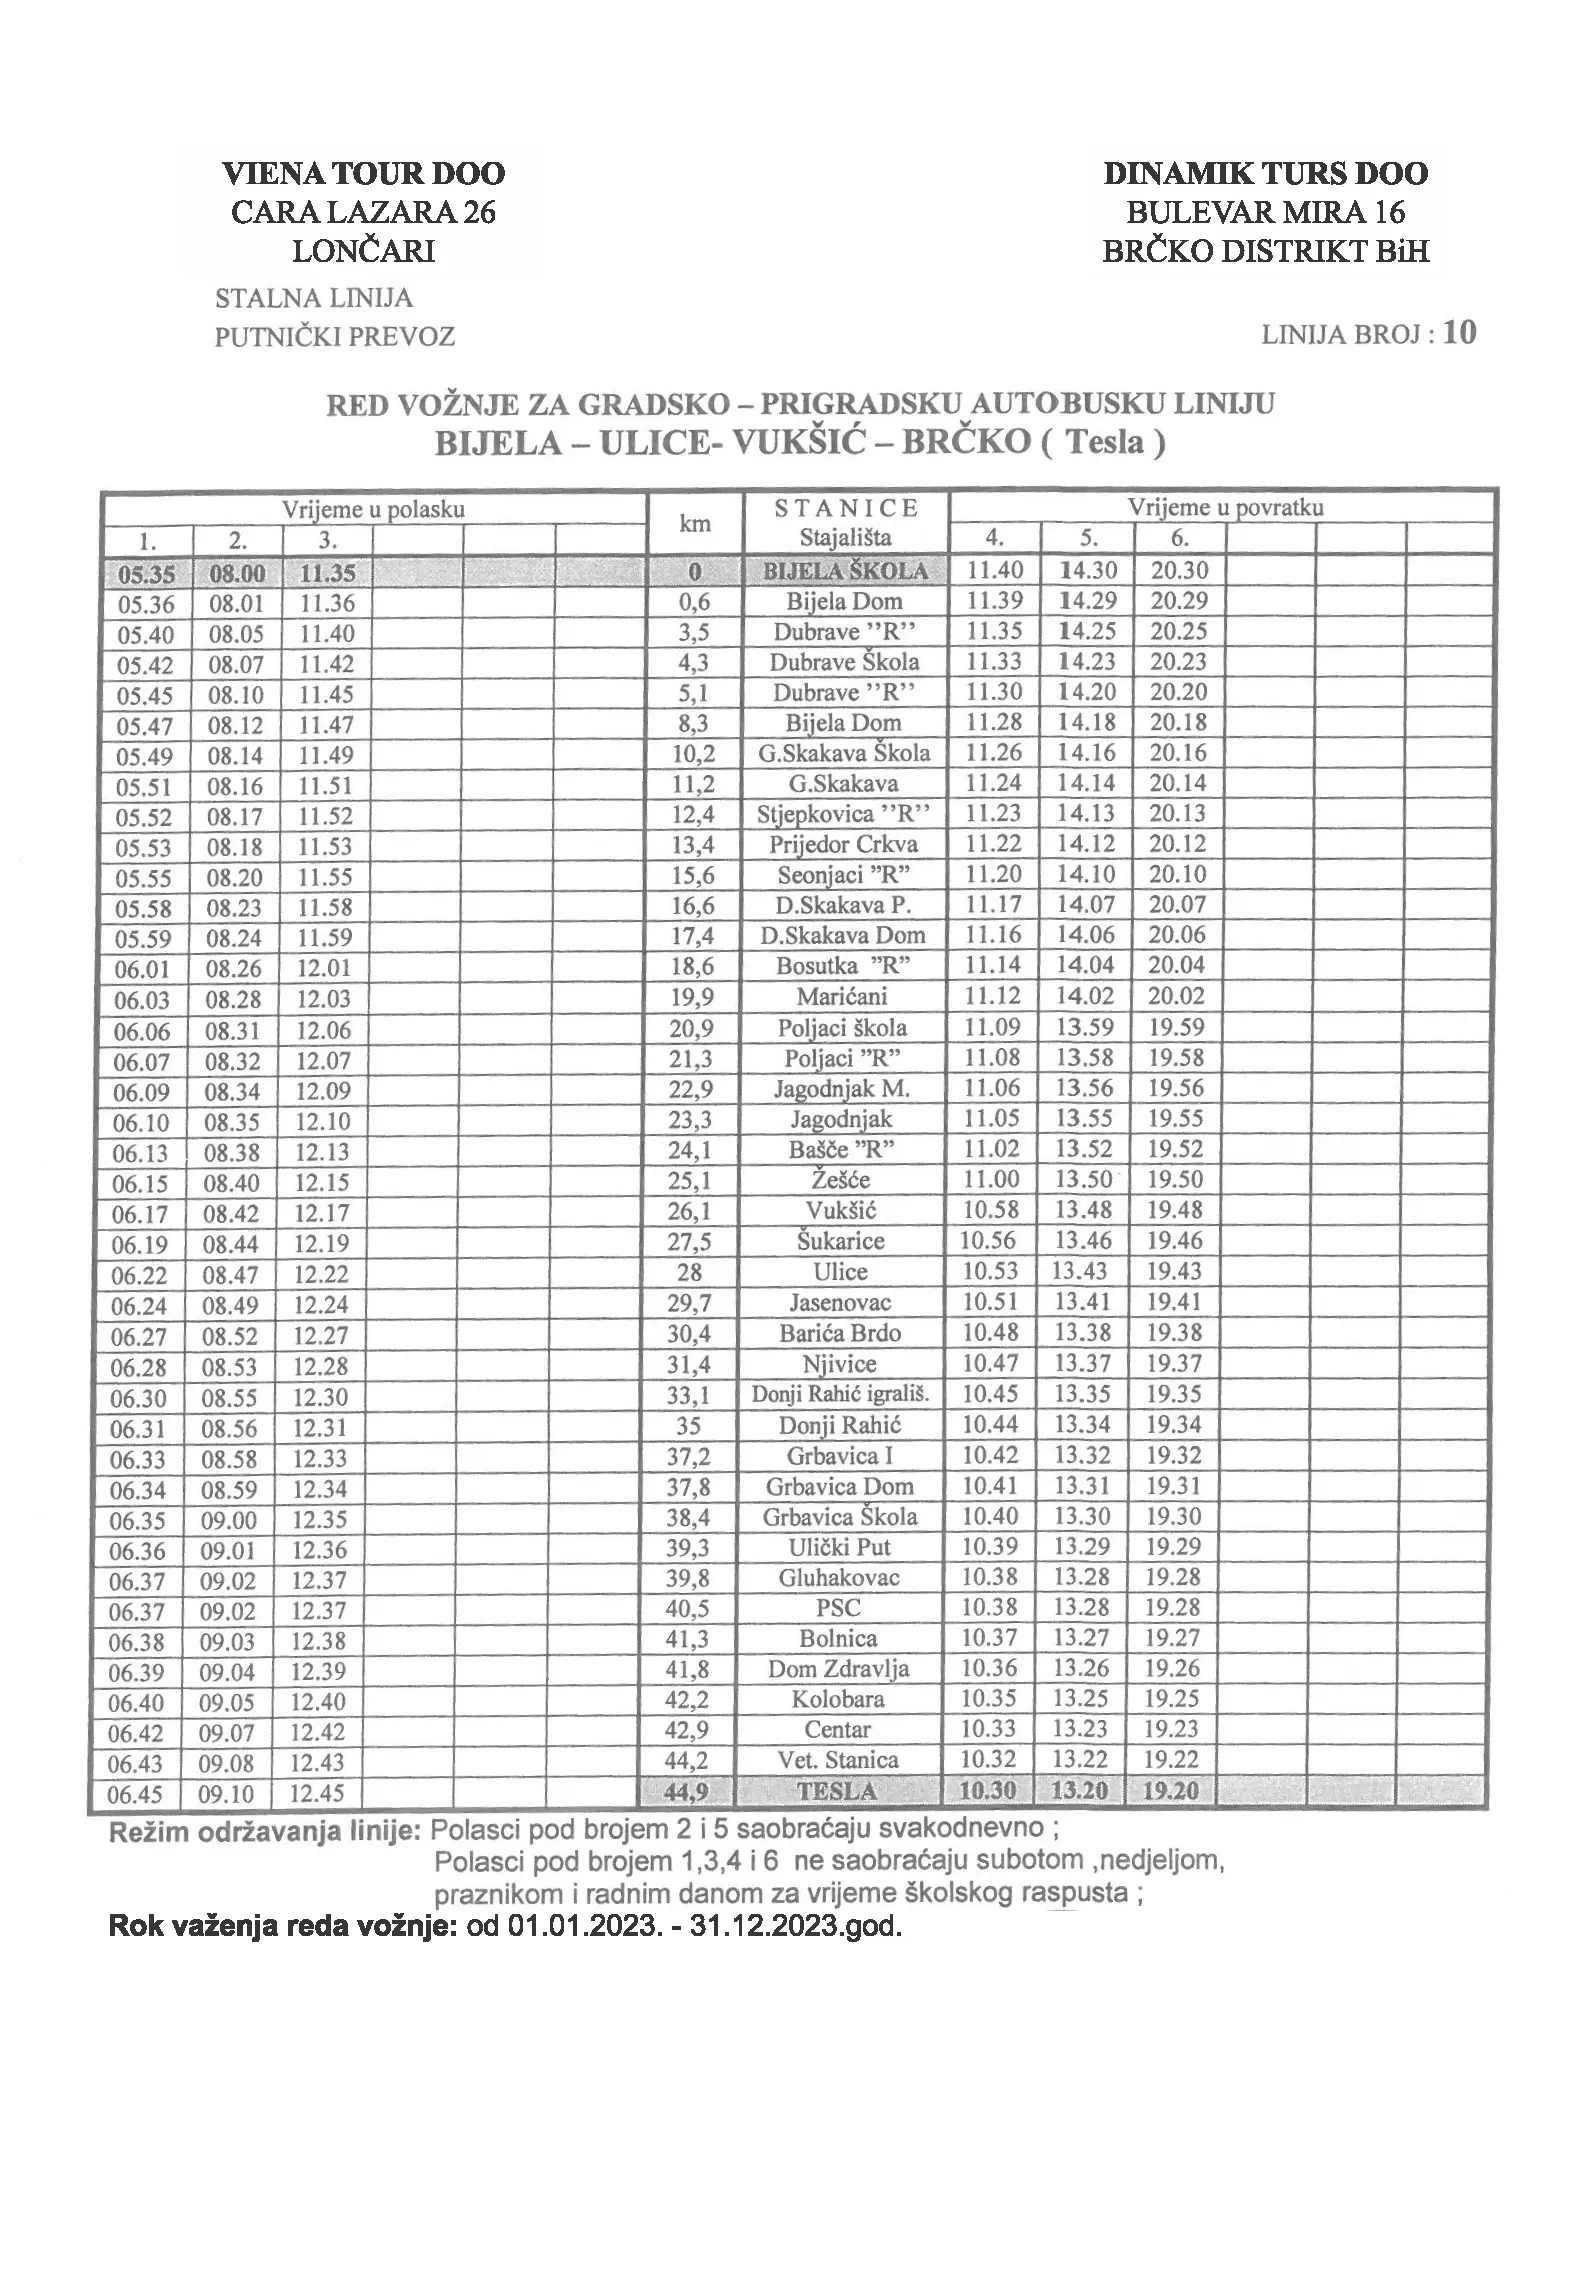 VIENA TOUR DOO
CARA LAZARA 26
LONČARI
DINAMIK TURS DOO
BULEVAR MIRA 16
BRČKO DISTRIKT BiH
STALNA LINIJA
PUTNIČKI PREVOZ
LINIJA BROJ : 10
RED VOŽNJE ZA GRADSKO – PRIGRADSKU AUTOBUSKU LINIJU
BIJELA – ULICE- VUKŠIĆ – BRČKO ( Tesla )
Vrijeme u polasku km STANICE Stajališta Vrijeme u povratku
1. 2. 3. 4. 5. 6.
05.35 08.00 11.35 0 BIJELA ŠKOLA 11.40 14.30 20.30
05.36 08.01 11.36 0,6 Bijela Dom 11.39 14.29 20.29
05.40 08.05 11.40 3,5 Dubrave ’’R’’ 11.35 14.25 20.25
05.42 08.07 11.42 4,3 Dubrave Škola 11.33 14.23 20.23
05.45 08.10 11.45 5,1 Dubrave ’’R’’ 11.30 14.20 20.20
05.47 08.12 11.47 8,3 Bijela Dom 11.28 14.18 20.18
05.49 08.14 11.49 10,2 G.Skakava Škola 11.26 14.16 20.16
05.51 08.16 11.51 11,2 G.Skakava 11.24 14.14 20.14
05.52 08.17 11.52 12,4 Stjepkovica ’’R’’ 11.23 14.13 20.13
05.53 08.18 11.53 13,4 Prijedor Crkva 11.22 14.12 20.12
05.55 08.20 11.55 15,6 Seonjaci ”R” 11.20 14.10 20.10
05.58 08.23 11.58 16,6 D.Skakava P. 11.17 14.07 20.07
05.59 08.24 11.59 17,4 D.Skakava Dom 11.16 14.06 20.06
06.01 08.26 12.01 18,6 Bosutka ”R” 11.14 14.04 20.04
06.03 08.28 12.03 19,9 Marićani 11.12 14.02 20.02
06.06 08.31 12.06 20,9 Poljaci škola 11.09 13.59 19.59
06.07 08.32 12.07 21,3 Poljaci ”R” 11.08 13.58 19.58
06.09 08.34 12.09 22,9 Jagodnjak M. 11.06 13.56 19.56
06.10 08.35 12.10 23,3 Jagodnjak 11.05 13.55 19.55
06.13 08.38 12.13 24,1 Bašče ”R” 11.02 13.52 19.52
06.15 08.40 12.15 25,1 Žešće 11.00 13.50 19.50
06.17 08.42 12.17 26,1 Vukšić 10.58 13.48 19.48
06.19 08.44 12.19 27,5 Šukarice 10.56 13.46 19.46
06.22 08.47 12.22 28 Ulice 10.53 13.43 19.43
06.24 08.49 12.24 29,7 Jasenovac 10.51 13.41 19.41
06.27 08.52 12.27 30,4 Barića Brdo 10.48 13.38 19.38
06.28 08.53 12.28 31,4 Njivice 10.47 13.37 19.37
06.30 08.55 12.30 33,1 Donji Rahić igrališ. 10.45 13.35 19.35
06.31 08.56 12.31 35 Donji Rahić 10.44 13.34 19.34
06.33 08.58 12.33 37,2 Grbavica I 10.42 13.32 19.32
06.34 08.59 12.34 37,8 Grbavica Dom 10.41 13.31 19.31
06.35 09.00 12.35 38,4 Grbavica Škola 10.40 13.30 19.30
06.36 09.01 12.36 39,3 Ulički Put 10.39 13.29 19.29
06.37 09.02 12.37 39,8 Gluhakovac 10.38 13.28 19.28
06.37 09.02 12.37 40,5 PSC 10.38 13.28 19.28
06.38 09.03 12.38 41,3 Bolnica 10.37 13.27 19.27
06.39 09.04 12.39 41,8 Dom Zdravlja 10.36 13.26 19.26
06.40 09.05 12.40 42,2 Kolobara 10.35 13.25 19.25
06.42 09.07 12.42 42,9 Centar 10.33 13.23 19.23
06.43 09.08 12.43 44,2 Vet. Stanica 10.32 13.22 19.22
06.45 09.10 12.45 44,9 TESLA 10.30 13.20 19.20
Režim održavanja linije: Polasci pod brojem 2 i 5 saobraćaju svakodnevno ;
Polasci pod brojem 1,3,4 i 6 ne saobraćaju subotom ,nedjeljom,
praznikom i radnim danom za vrijeme školskog raspusta ;
Rok važenja reda vožnje: od 01.01.2023. - 31.12.2023.god.